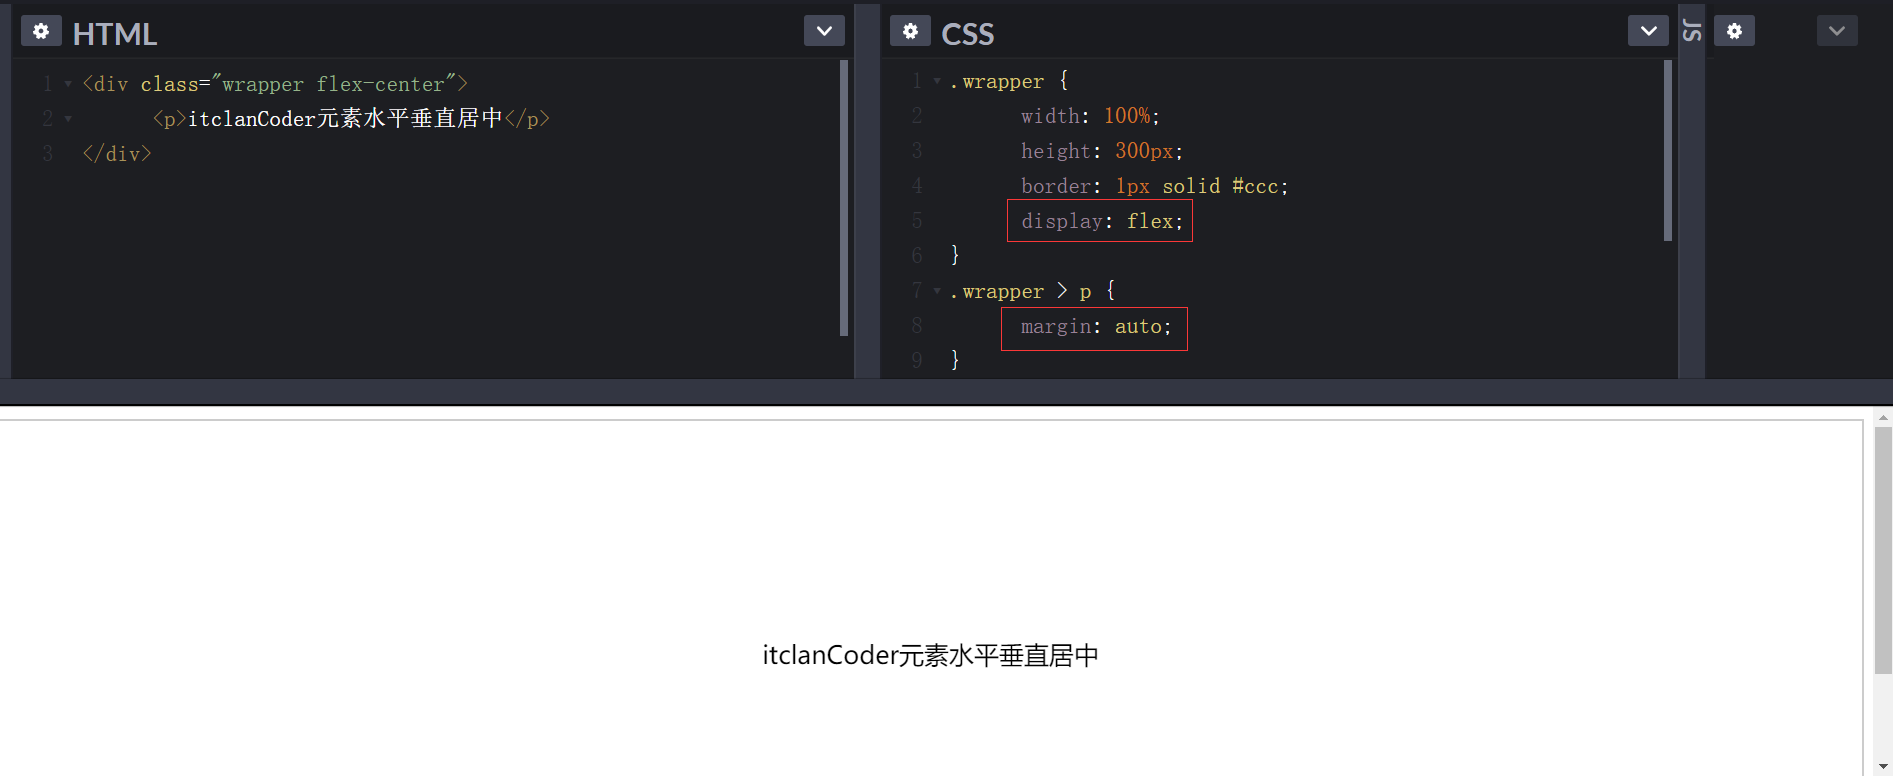 HTML
1 <div class="wrapper flex-center">
2 <p>itclanCoder元素水平垂直居中</p>
3 </div>
CSS
1 .wrapper {
2 width: 100%;
3 height: 300px;
4 border: 1px solid #ccc;
5 display: flex;
6 }
7 .wrapper > p {
8 margin: auto;
9 }
JS
itclanCoder元素水平垂直居中